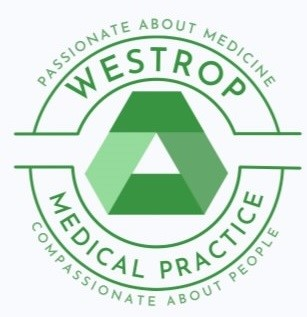 PASSIONATE ABOUT MEDICINE
WESTROP
MEDICAL PRACTICE
COMPASSIONATE ABOUT PEOPLE